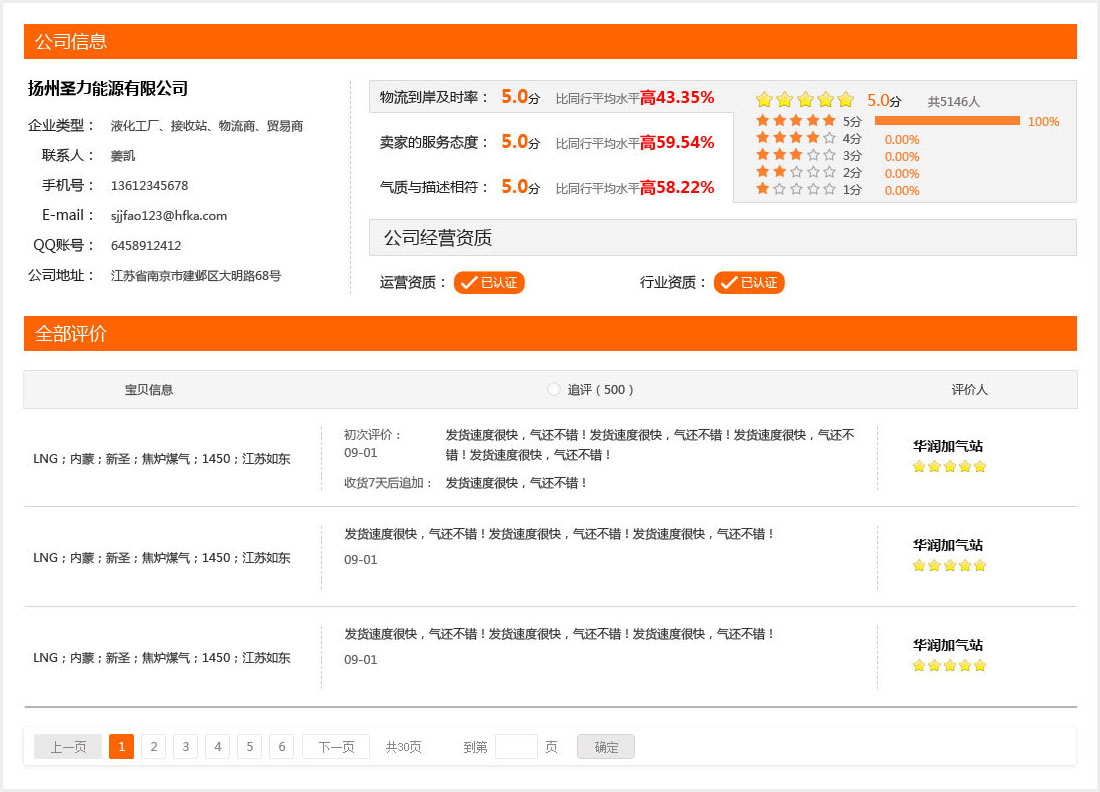 公司信息
扬州圣力能源有限公司
企业类型： 液化工厂、接收站、物流商、贸易商
联系人： 姜凯
手机号： 13612345678
E-mail： sjjfao123@hfka.com
QQ账号： 6458912412
公司地址： 江苏省南京市建邺区大明路68号
物流到岸及时率： 5.0分 比同行平均水平高43.35%
卖家的服务态度： 5.0分 比同行平均水平高59.54%
气质与描述相符： 5.0分 比同行平均水平高58.22%
5.0分 共5146人
5分 100%
4分 0.00%
3分 0.00%
2分 0.00%
1分 0.00%
公司经营资质
运营资质： 已认证 行业资质： 已认证
全部评价
宝贝信息 追评（500） 评价人
LNG；内蒙；新圣；焦炉煤气；1450；江苏如东
初次评价： 发货速度很快，气还不错！发货速度很快，气还不错！发货速度很快，气还不
09-01 错！发货速度很快，气还不错！
收货7天后追加： 发货速度很快，气还不错！
华润加气站
LNG；内蒙；新圣；焦炉煤气；1450；江苏如东
发货速度很快，气还不错！发货速度很快，气还不错！发货速度很快，气还不错！
09-01
华润加气站
LNG；内蒙；新圣；焦炉煤气；1450；江苏如东
发货速度很快，气还不错！发货速度很快，气还不错！发货速度很快，气还不错！
09-01
华润加气站
上一页 1 2 3 4 5 6 下一页 共30页 到第 页 确定